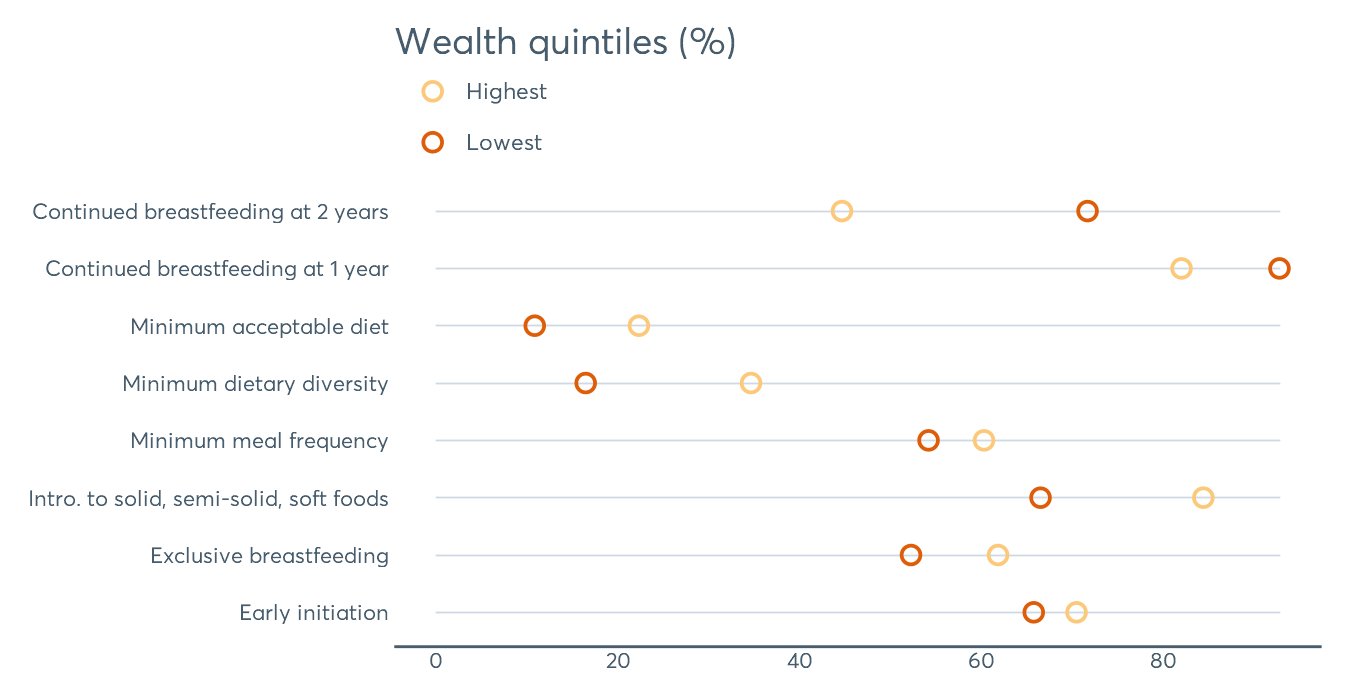 Wealth quintiles (%)
Highest
Lowest
Continued breastfeeding at 2 years
Continued breastfeeding at 1 year
Minimum acceptable diet
Minimum dietary diversity
Minimum meal frequency
Intro. to solid, semi-solid, soft foods
Exclusive breastfeeding
Early initiation
0 20 40 60 80